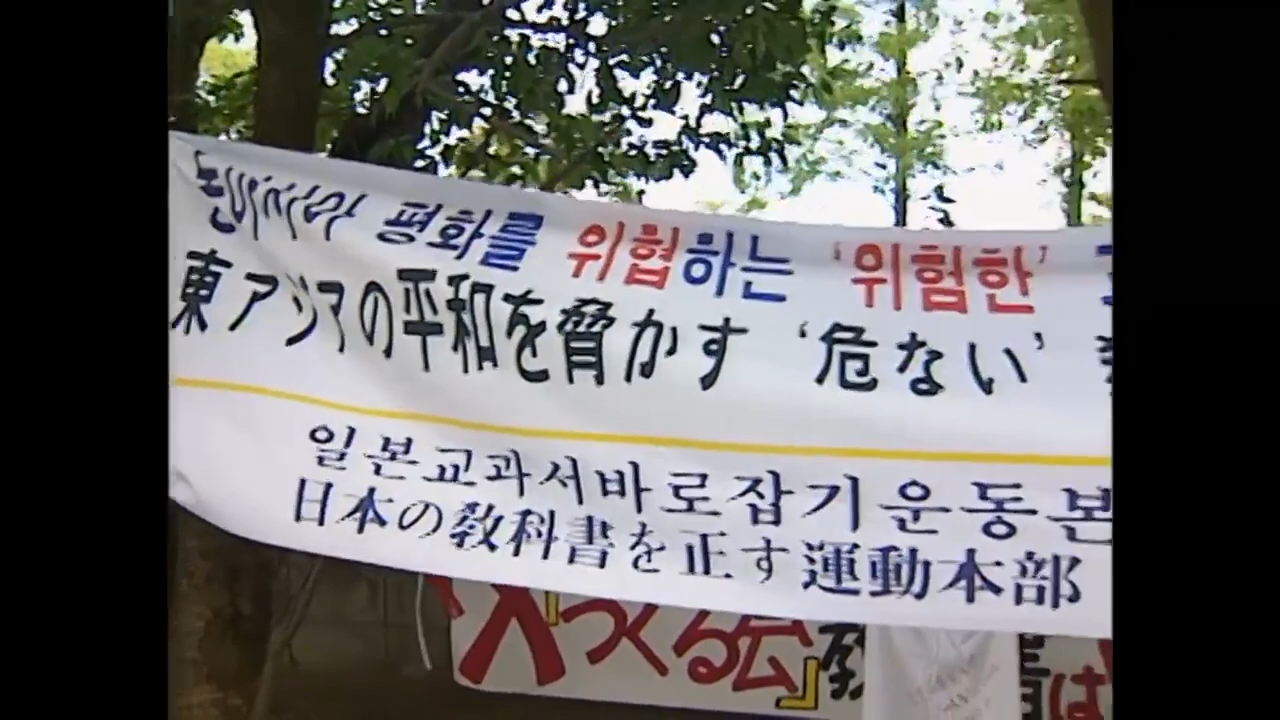 평화를 위협하는 '위험한'
東アジアの平和を脅かす '危ない'
일본교과서바로잡기운동본
日本の教科書を正す運動本部
『つくる会』教
は